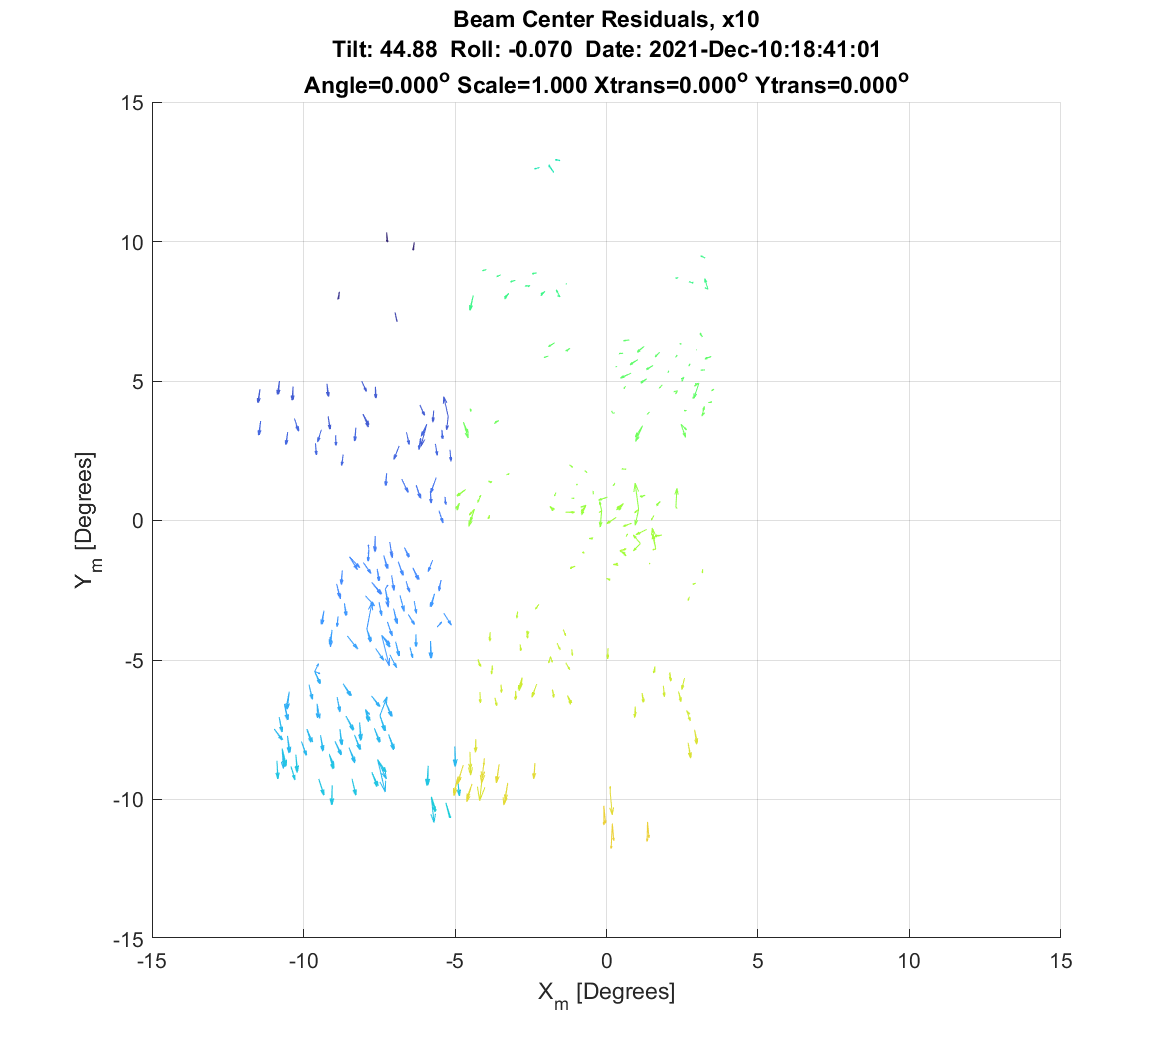 Beam Center Residuals, x10
Tilt: 44.88 Roll: -0.070 Date: 2021-Dec-10:18:41:01
Angle=0.000° Scale=1.000 Xtrans=0.000° Ytrans=0.000°
15
10
5
0
-5
-10
-15
Y_m [Degrees]
-15 -10 -5 0 5 10 15
X_m [Degrees]